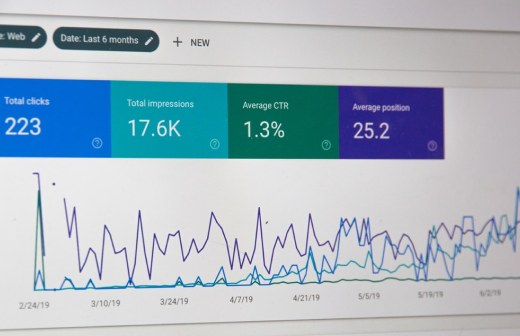 e: Web
Date: Last 6 months
+ NEW
Total clicks
223
Total impressions
17.6K
Average CTR
1.3%
Average position
25.2
2/24/19
3/10/19
3/24/19
4/7/19
4/21/19
5/5/19
5/19/19
6/2/19